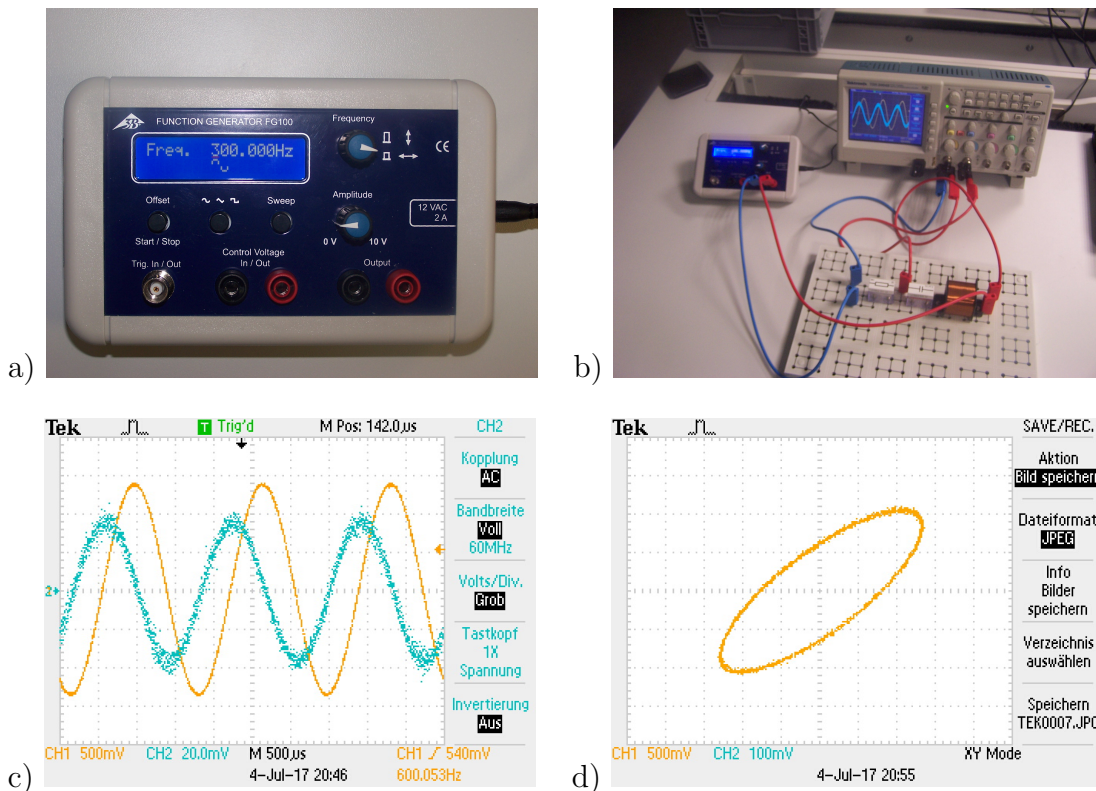 3B
FUNCTION GENERATOR FG100
Frequency
Freq. 300.000Hz
CE
Offset
Sweep
Amplitude
12 VAC
2 A
Start / Stop
0 V
10 V
Trig. In / Out
Control Voltage
In / Out
Output
a)
b)
Tek
T Trig'd
M Pos: 142.0µs
CH2
Kopplung
AC
Bandbreite
Voll
60MHz
2
Volts/Div.
Grob
Tastkopf
1X
Spannung
Invertierung
Aus
CH1 500mV
CH2 20.0mV
M 500µs
CH1 540mV
4-Jul-17 20:46
600.053Hz
c)
Tek
SAVE/REC.
Aktion
Bild speichern
Dateiformat
JPEG
Info
Bilder
speichern
Verzeichnis
auswählen
Speichern
TEK0007.JPG
CH1 500mV
CH2 100mV
XY Mode
4-Jul-17 20:55
d)